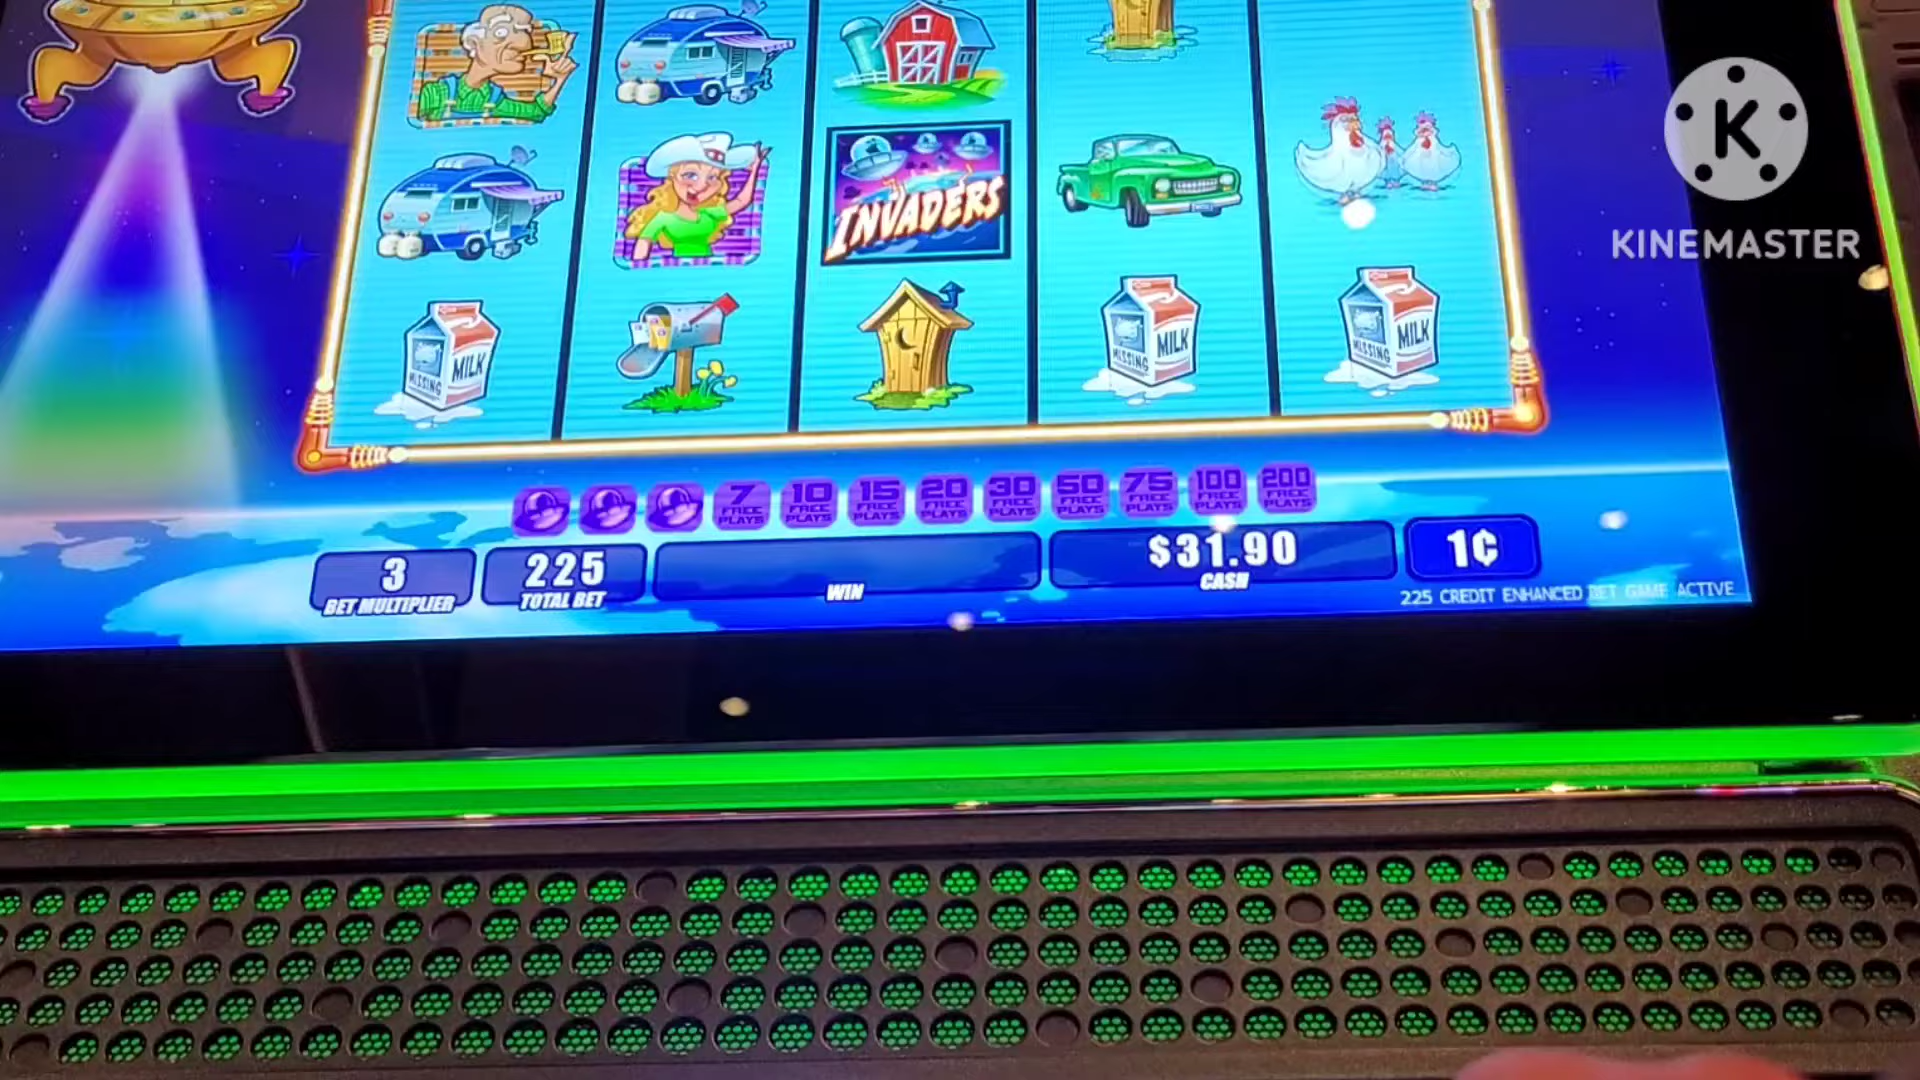 K
KINEMASTER
INVADERS
MISSING
MILK
MISSING
MILK
MISSING
MILK
7
FREE
PLAYS
10
FREE
PLAYS
15
FREE
PLAYS
20
FREE
PLAYS
30
FREE
PLAYS
50
FREE
PLAYS
75
FREE
PLAYS
100
FREE
PLAYS
200
FREE
PLAYS
3
BET MULTIPLIER
225
TOTAL BET
WIN
$31.90
CASH
1¢
225 CREDIT ENHANCED BET GAME ACTIVE